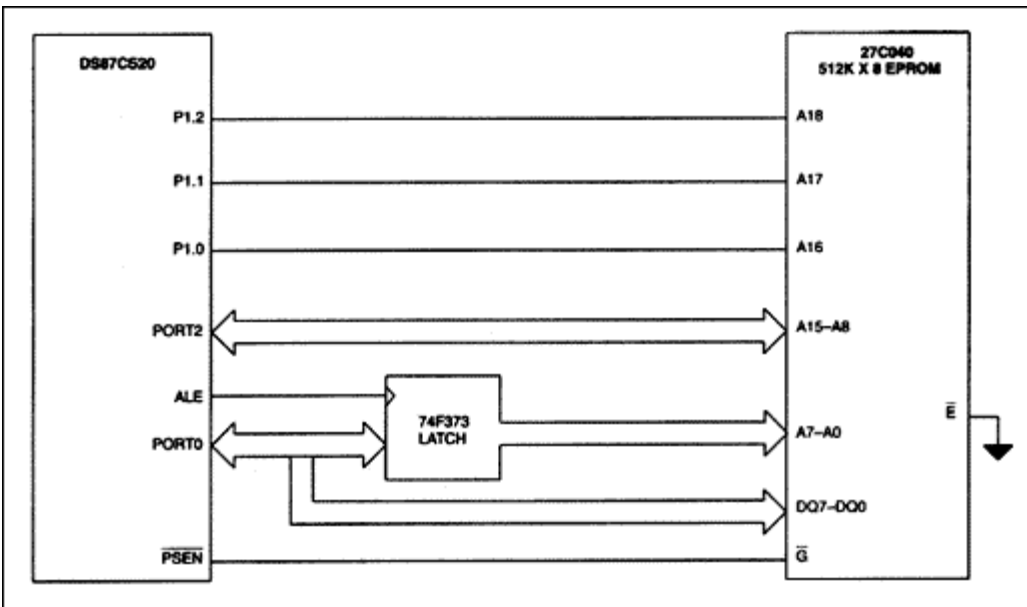 DS87C520
27C040
512K X 8 EPROM
P1.2
A18
P1.1
A17
P1.0
A16
PORT2
A15–A8
ALE
74F373
LATCH
E̅
PORT0
A7–A0
DQ7–DQ0
P̅S̅E̅N̅
G̅